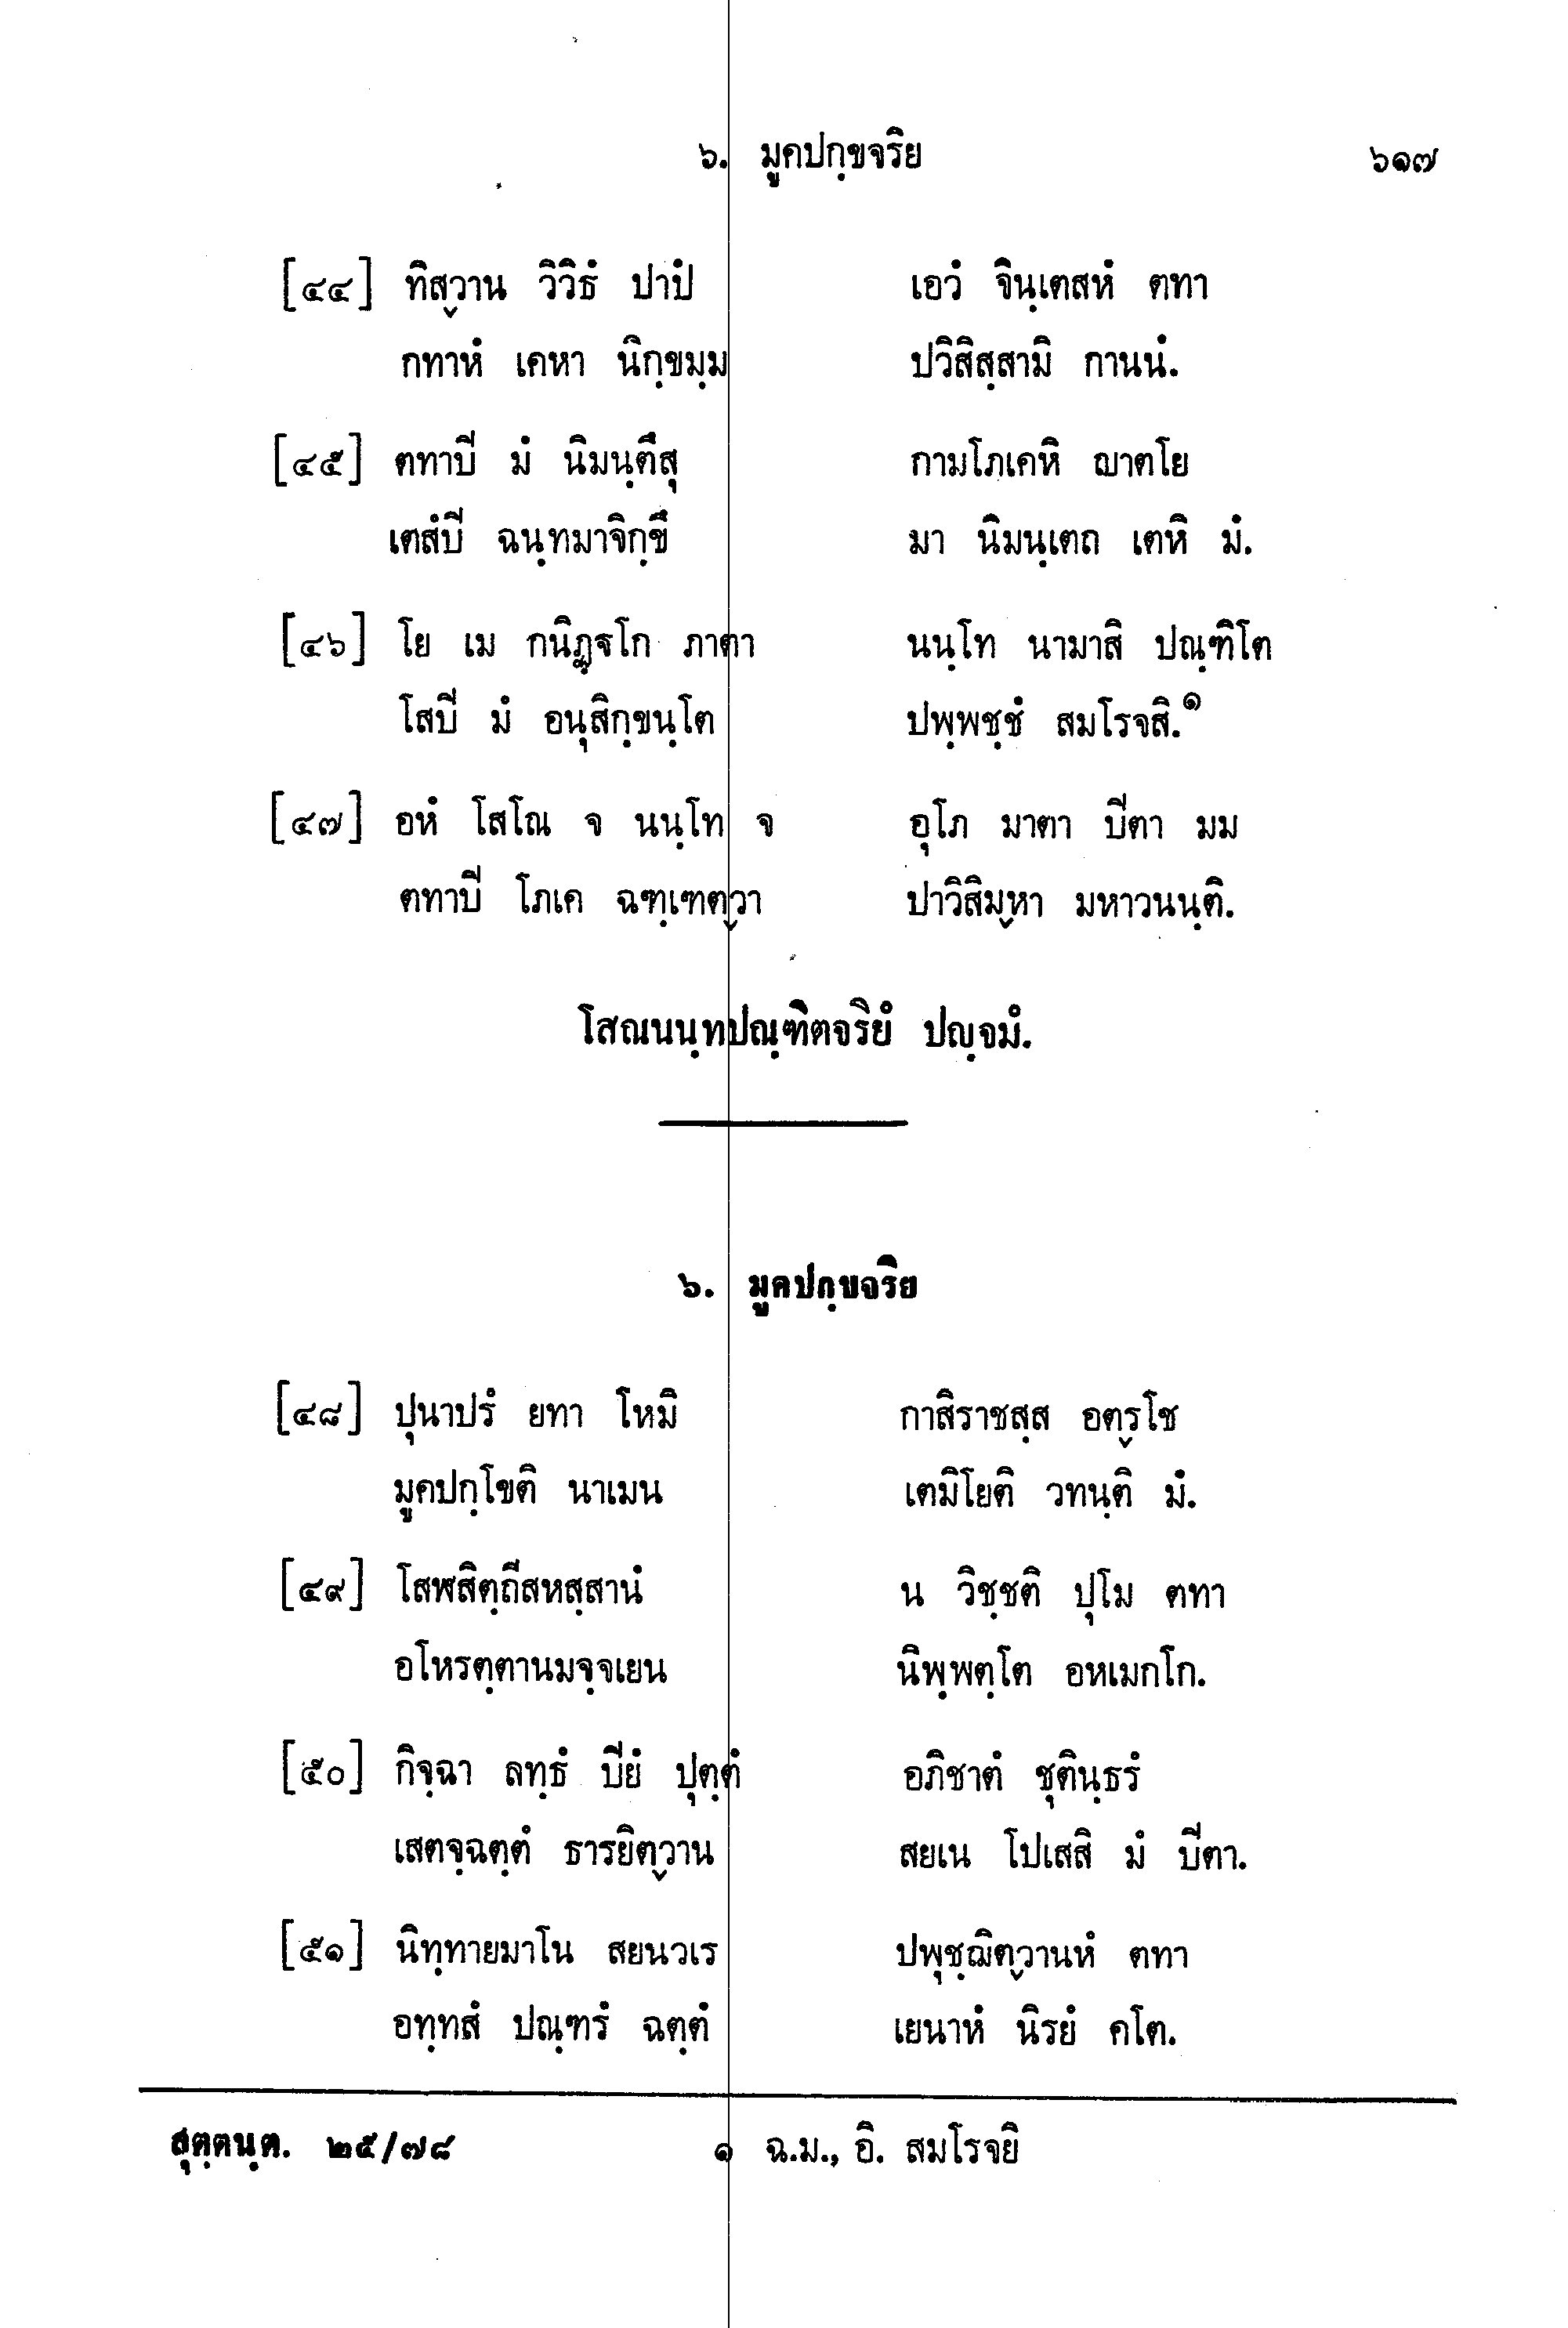 ๖. มูคปกฺขจริย ๖๑๗
[๔๔] ทิสฺวาน วิวิธํ ปาปํ เอวํ จินฺเตสหํ ตทา
กทาหํ เคหา นิกฺขมฺม ปวิสิสฺสามิ กานนํ.
[๔๕] ตทาปิ มํ นิมนฺตึสุ กามโภเคหิ ญาตโย
เตสํปิ ฉนฺทมาจิกฺขึ มา นิมนฺเตถ เตหิ มํ.
[๔๖] โย เม กนิฏฺฐโก ภาตา นนฺโท นามาสิ ปณฺฑิโต
โสปิ มํ อนุสิกฺขนฺโต ปพฺพชฺชํ สมโรจสิ.๑
[๔๗] อหํ โสโณ จ นนฺโท จ อุโภ มาตา ปิตา มม
ตทาปิ โภเค ฉฑฺเฑตฺวา ปาวิสิมฺหา มหาวนนฺติ.
โสณนนฺทปณฺฑิตจริยํ ปญฺจมํ.
๖. มูคปกฺขจริย
[๔๘] ปุนาปรํ ยทา โหมิ กาสิราชสฺส อตฺรโช
มูคปกฺโขติ นาเมน เตมิโยติ วทนฺติ มํ.
[๔๙] โสฬสิตฺถีสหสฺสานํ น วิชฺชติ ปุโม ตทา
อโหรตฺตานมจฺจเยน นิพฺพตฺโต อหเมกโก.
[๕๐] กิจฺฉา ลทฺธํ ปิยํ ปุตฺตํ อภิชาตํ ชุตินฺธรํ
เสตจฺฉตฺตํ ธารยิตฺวาน สยเน โปเสสิ มํ ปิตา.
[๕๑] นิทฺทายมาโน สยนวเร ปพุชฺฌิตฺวานหํ ตทา
อทฺทสํ ปณฺฑรํ ฉตฺตํ เยนาหํ นิรยํ คโต.
สุตฺตนฺต. ๒๕/๗๘ ๑ ฉ.ม., อิ. สมโรจยิ